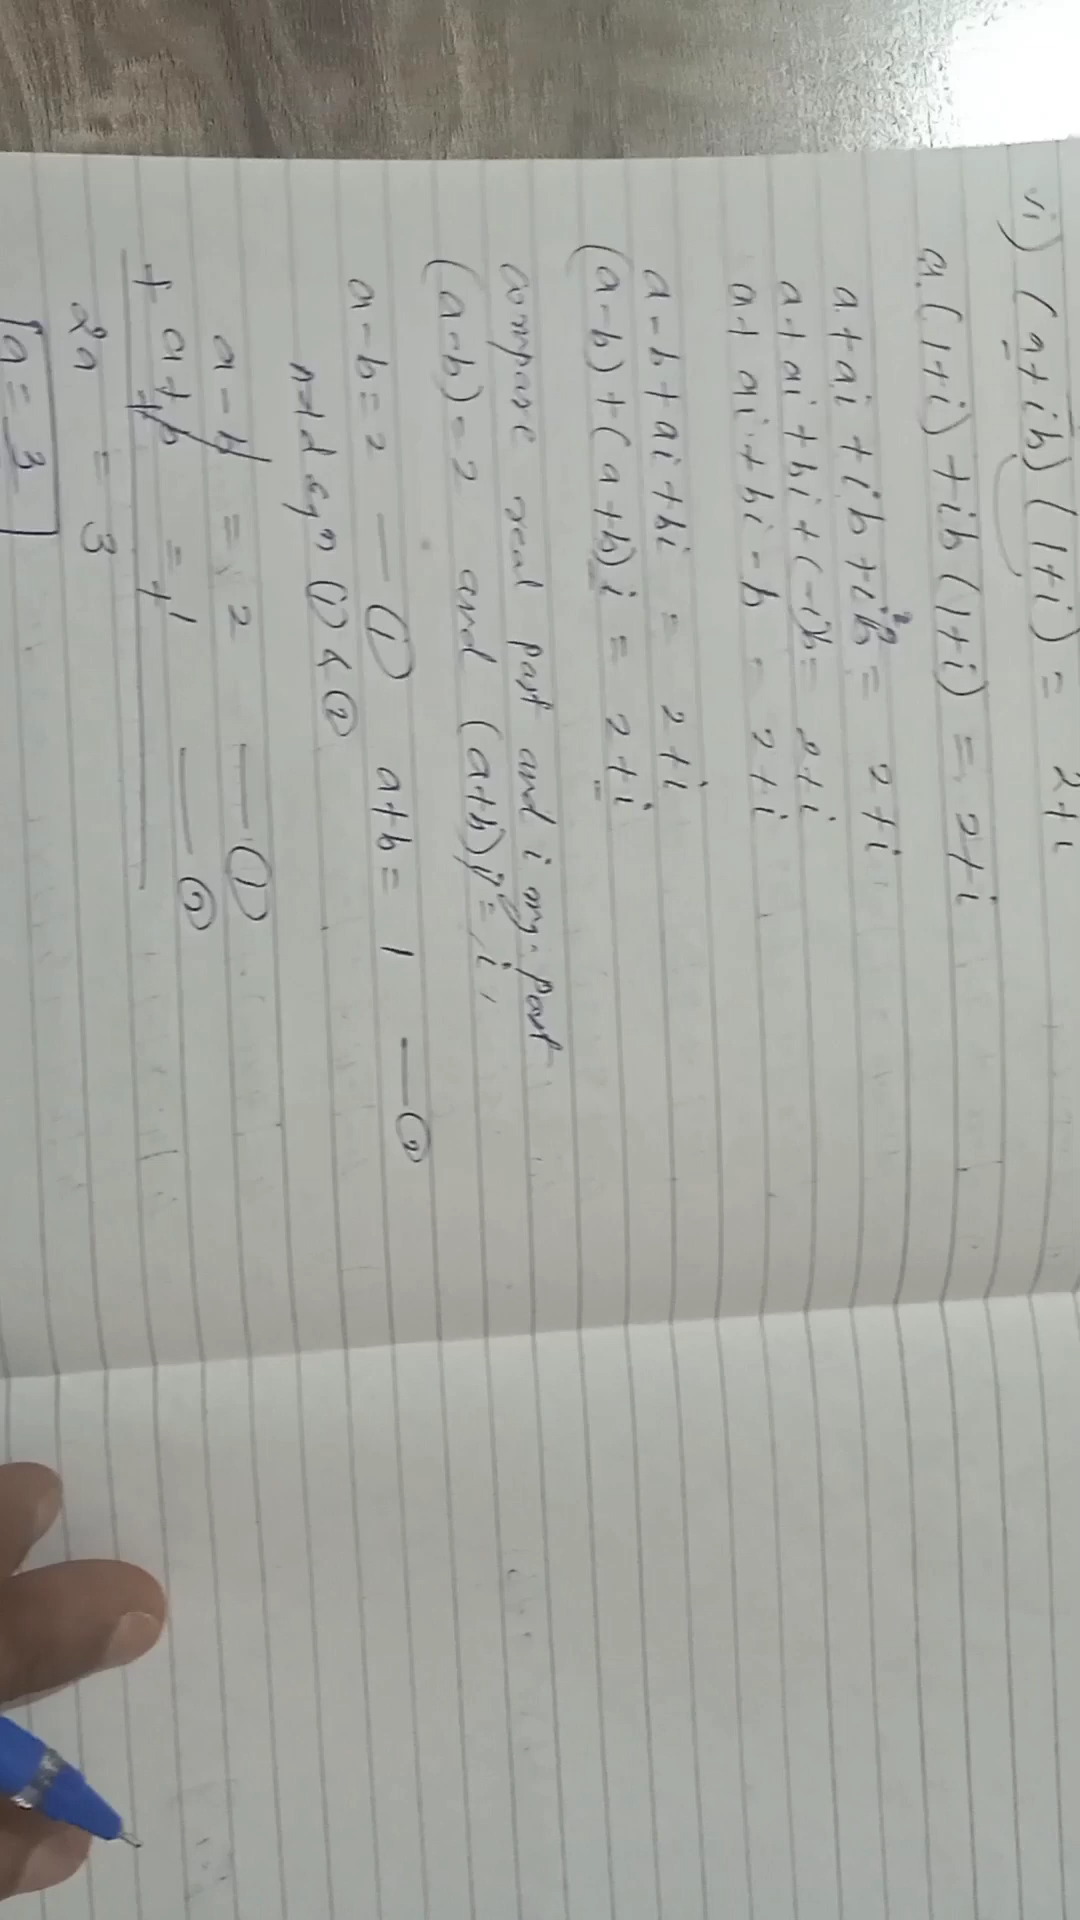 vi) (a+ib)(1+i) = 2+i
a.(1+i)+ib(1+i) = 2+i
a+ai+ib+i²b = 2+i
a+ai+bi+(-1)b = 2+i
a+ai+bi-b = 2+i
a-b+ai+bi = 2+i
(a-b)+(a+b)i = 2+i
compare real part and img. part
(a-b)=2 and (a+b)i = i
a-b=2 — (1) a+b = 1 — (2)
Add eqn (1) & (2)
a-b = 2 — (1)
+ a+b = 1 — (2)
2a = 3
a = 3